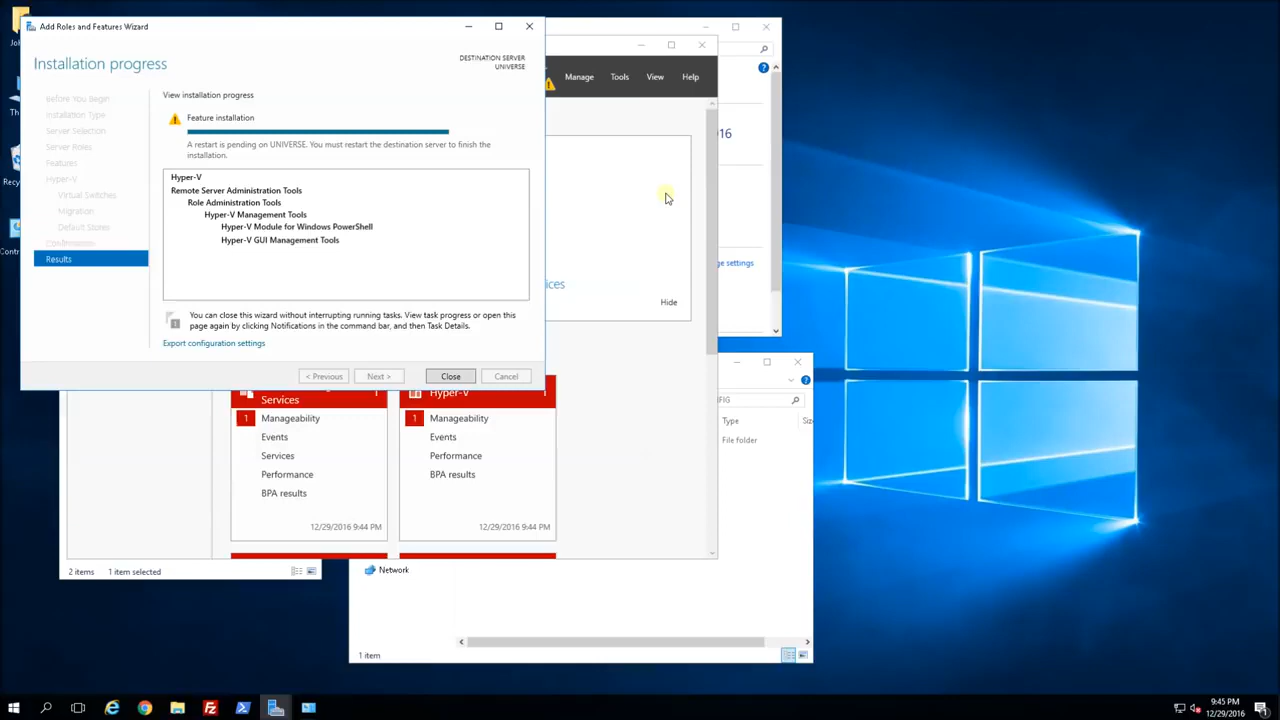 Add Roles and Features Wizard
Installation progress
DESTINATION SERVER
UNIVERSE
Before You Begin
Installation Type
Server Selection
Server Roles
Features
Hyper-V
Virtual Switches
Migration
Default Stores
Confirmation
Results
View installation progress
Feature installation
A restart is pending on UNIVERSE. You must restart the destination server to finish the
installation.
Hyper-V
Remote Server Administration Tools
Role Administration Tools
Hyper-V Management Tools
Hyper-V Module for Windows PowerShell
Hyper-V GUI Management Tools
You can close this wizard without interrupting running tasks. View task progress or open this
page again by clicking Notifications in the command bar, and then Task Details.
Export configuration settings
< Previous
Next >
Close
Cancel
Manage
Tools
View
Help
Hide
Services
1
Manageability
Events
Services
Performance
BPA results
12/29/2016 9:44 PM
Hyper-V
1
1
Manageability
Events
Performance
BPA results
12/29/2016 9:44 PM
2 items
1 item selected
Type
File folder
Network
1 item
9:45 PM
12/29/2016
1